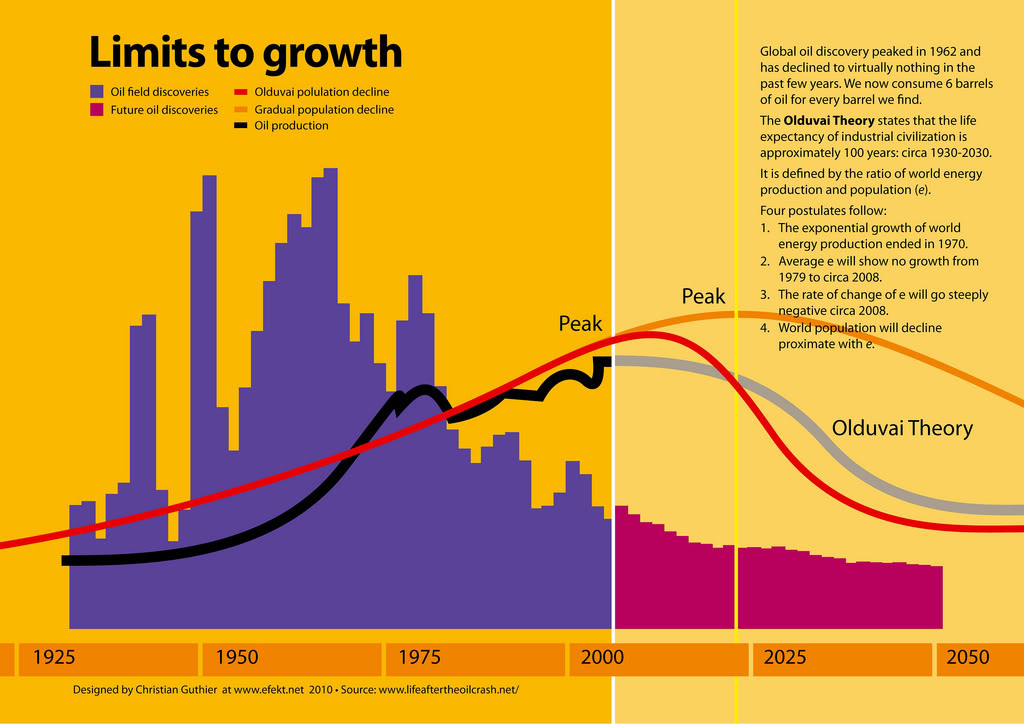 Limits to growth
Oil field discoveries
Future oil discoveries
Olduvai polulation decline
Gradual population decline
Oil production
Global oil discovery peaked in 1962 and
has declined to virtually nothing in the
past few years. We now consume 6 barrels
of oil for every barrel we find.
The Olduvai Theory states that the life
expectancy of industrial civilization is
approximately 100 years: circa 1930-2030.
It is defined by the ratio of world energy
production and population (e).
Four postulates follow:
1. The exponential growth of world
energy production ended in 1970.
2. Average e will show no growth from
1979 to circa 2008.
3. The rate of change of e will go steeply
negative circa 2008.
4. World population will decline
proximate with e.
Peak
Peak
Olduvai Theory
1925 1950 1975 2000 2025 2050
Designed by Christian Guthier at www.efekt.net 2010 • Source: www.lifeaftertheoilcrash.net/